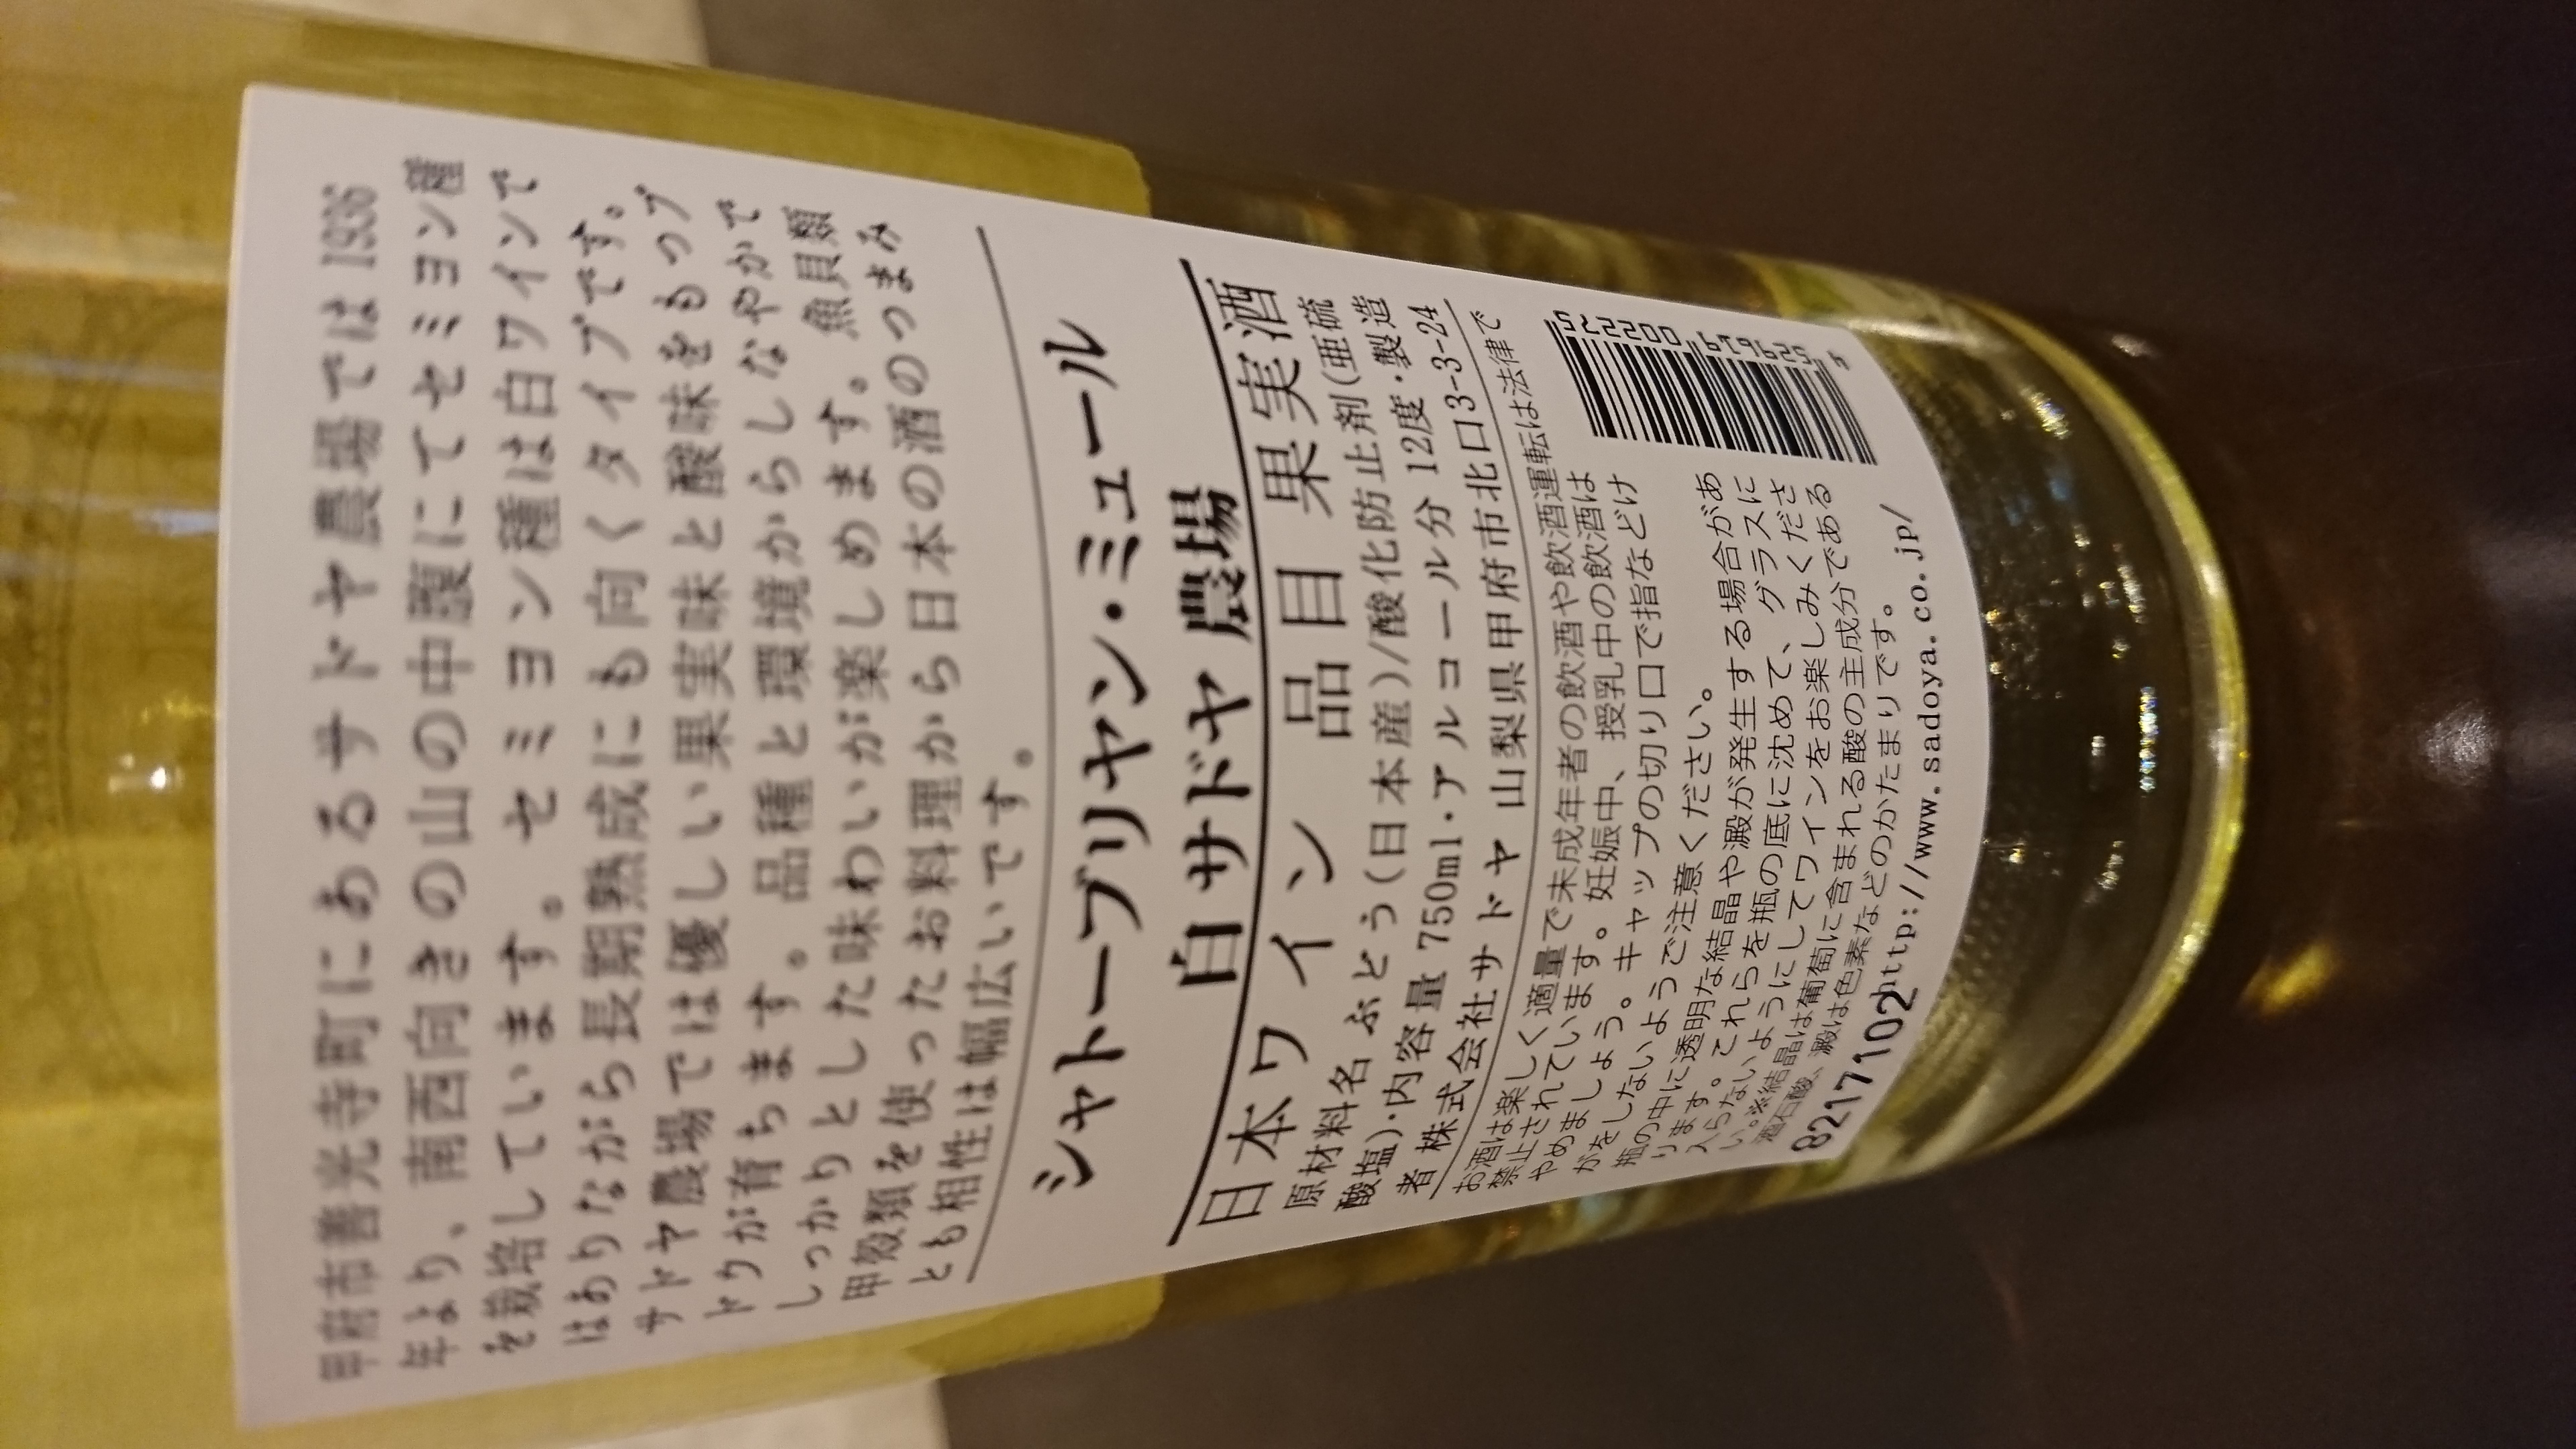 甲府市善光寺町にあるサドヤ農場では 1936
年より、南西向きの山の中腹にてセミヨン種
を栽培しています。セミヨン種は白ワインで
はありながら長期熟成にも向くタイプです。
サドヤ農場では優しい果実味と酸味をもつブ
ドウが育ちます。品種と環境からしなやかで
しっかりとした味わいが楽しめます。魚貝類
甲殻類を使ったお料理から日本の酒のつまみ
とも相性は幅広いです。
シャトーブリヤン・ミュール
白 サドヤ 農場
日本ワイン 品目 果実酒
原材料名 ぶどう(日本産)/酸化防止剤(亜硫
酸塩)・内容量 750ml・アルコール分 12度・製造
者 株式会社サドヤ 山梨県甲府市北口3-3-24
お酒は楽しく適量で未成年者の飲酒や飲酒運転は法律で
禁止されています。妊娠中、授乳中の飲酒は
やめましょう。キャップの切り口で指などけ
がをしないようご注意ください。
瓶の中に透明な結晶や澱が発生する場合があ
ります。これらを瓶の底に沈めて、グラスに
入らないようにしてワインをお楽しみくださ
い。※結晶は葡萄に含まれる酸の主成分である
酒石酸、澱は色素などのかたまりです。
http://www.sadoya.co.jp/
8217102
4 529619 002275